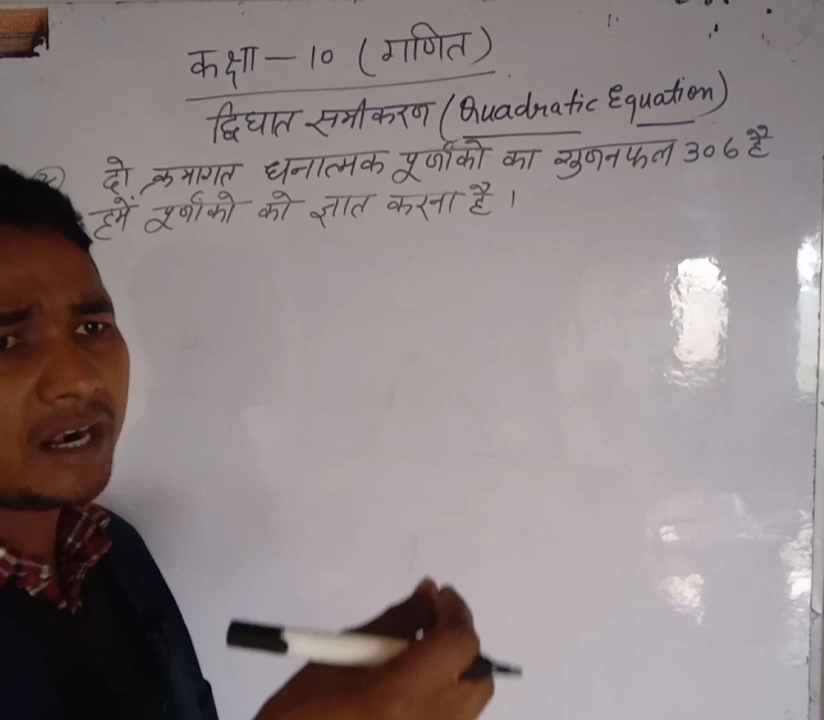 कक्षा - 10 (गणित)
द्विघात समीकरण (Quadratic Equation)
दो क्रमागत धनात्मक पूर्णांको का गुणनफल 306 है
हमें पूर्णांको को ज्ञात करना है ।